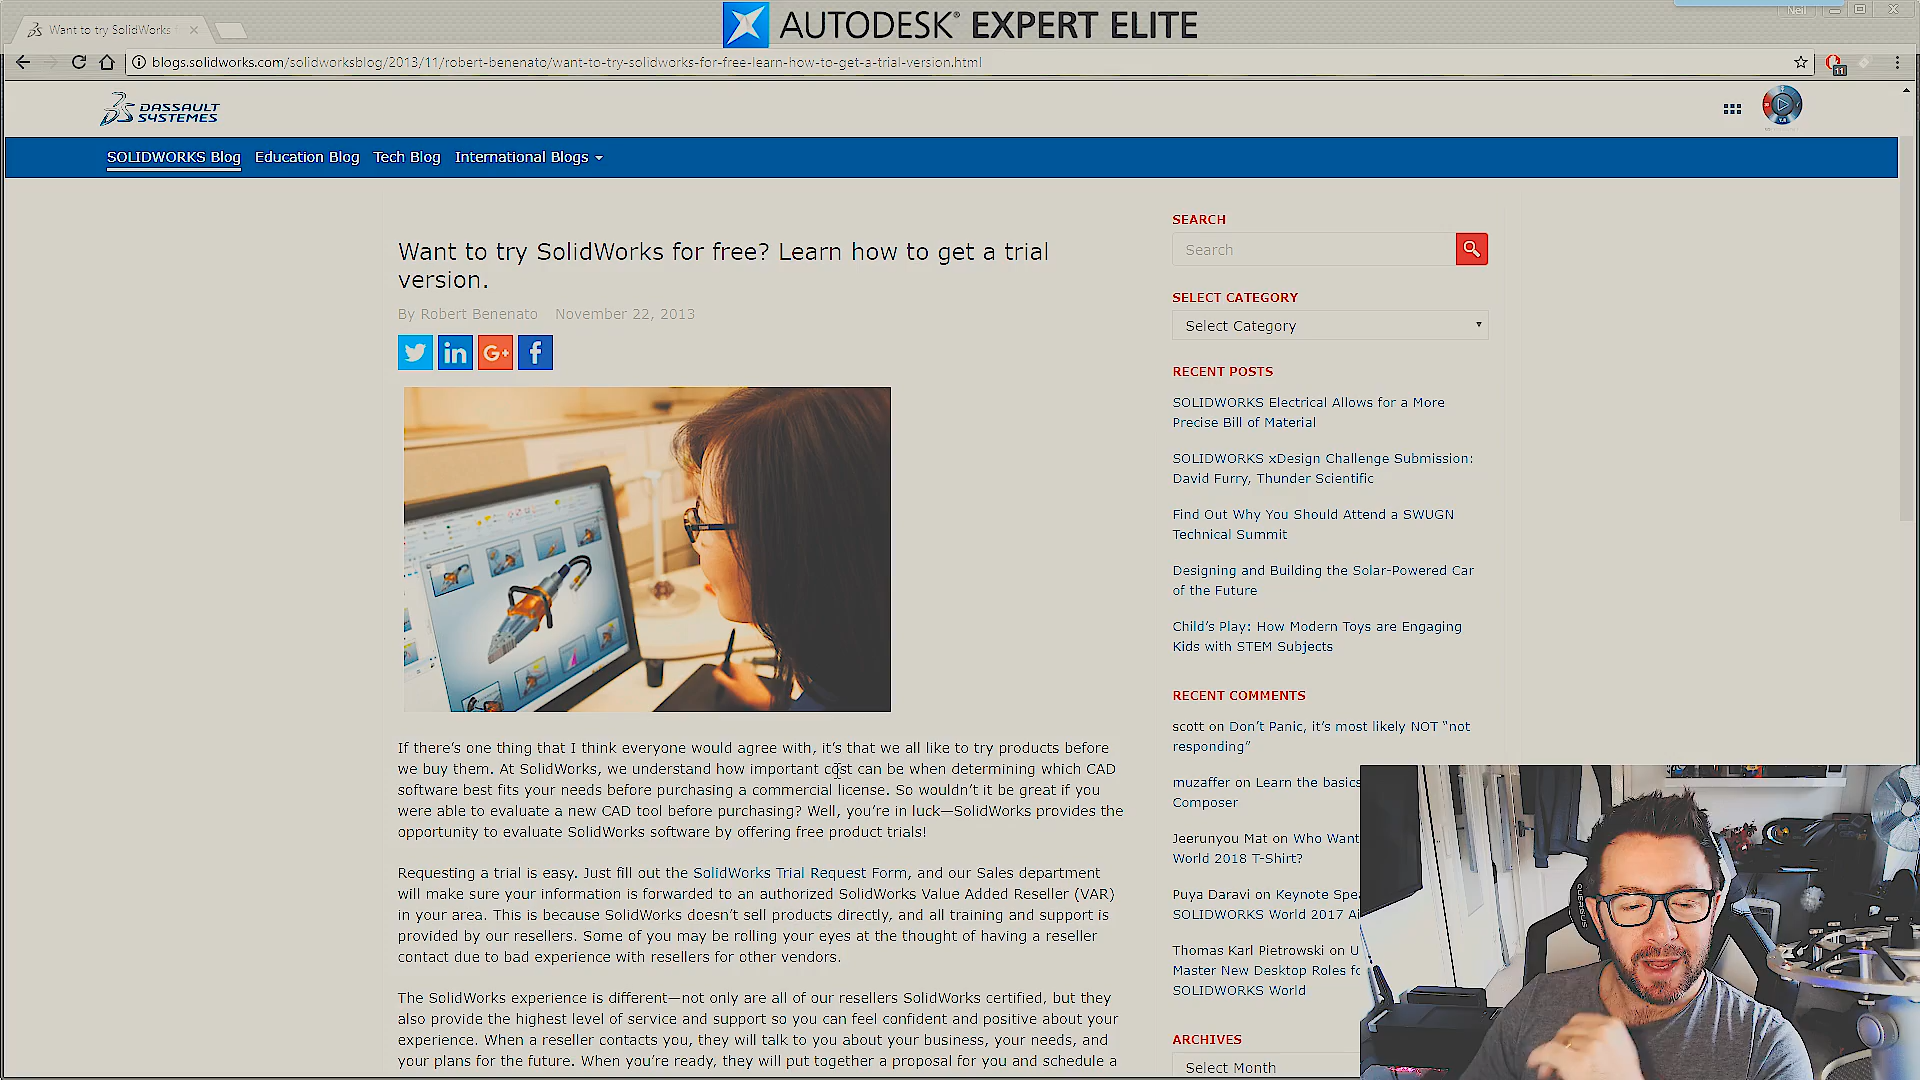 AUTODESK® EXPERT ELITE
Want to try SolidWorks
Neil
blogs.solidworks.com/solidworksblog/2013/11/robert-benenato/want-to-try-solidworks-for-free-learn-how-to-get-a-trial-version.html
11
DASSAULT
SYSTEMES
SOLIDWORKS Blog Education Blog Tech Blog International Blogs
Want to try SolidWorks for free? Learn how to get a trial
version.
By Robert Benenato November 22, 2013
in G+ f
If there's one thing that I think everyone would agree with, it's that we all like to try products before
we buy them. At SolidWorks, we understand how important cost can be when determining which CAD
software best fits your needs before purchasing a commercial license. So wouldn't it be great if you
were able to evaluate a new CAD tool before purchasing? Well, you're in luck—SolidWorks provides the
opportunity to evaluate SolidWorks software by offering free product trials!
Requesting a trial is easy. Just fill out the SolidWorks Trial Request Form, and our Sales department
will make sure your information is forwarded to an authorized SolidWorks Value Added Reseller (VAR)
in your area. This is because SolidWorks doesn't sell products directly, and all training and support is
provided by our resellers. Some of you may be rolling your eyes at the thought of having a reseller
contact due to bad experience with resellers for other vendors.
The SolidWorks experience is different—not only are all of our resellers SolidWorks certified, but they
also provide the highest level of service and support so you can feel confident and positive about your
experience. When a reseller contacts you, they will talk to you about your business, your needs, and
your plans for the future. When you're ready, they will put together a proposal for you and schedule a
SEARCH
Search
SELECT CATEGORY
Select Category
RECENT POSTS
SOLIDWORKS Electrical Allows for a More
Precise Bill of Material
SOLIDWORKS xDesign Challenge Submission:
David Furry, Thunder Scientific
Find Out Why You Should Attend a SWUGN
Technical Summit
Designing and Building the Solar-Powered Car
of the Future
Child's Play: How Modern Toys are Engaging
Kids with STEM Subjects
RECENT COMMENTS
scott on Don't Panic, it's most likely NOT "not
responding"
muzaffer on Learn the basics
Composer
Jeerunyou Mat on Who Want
World 2018 T-Shirt?
Puya Daravi on Keynote Spea
SOLIDWORKS World 2017 Ai
Thomas Karl Pietrowski on U
Master New Desktop Roles fo
SOLIDWORKS World
ARCHIVES
Select Month